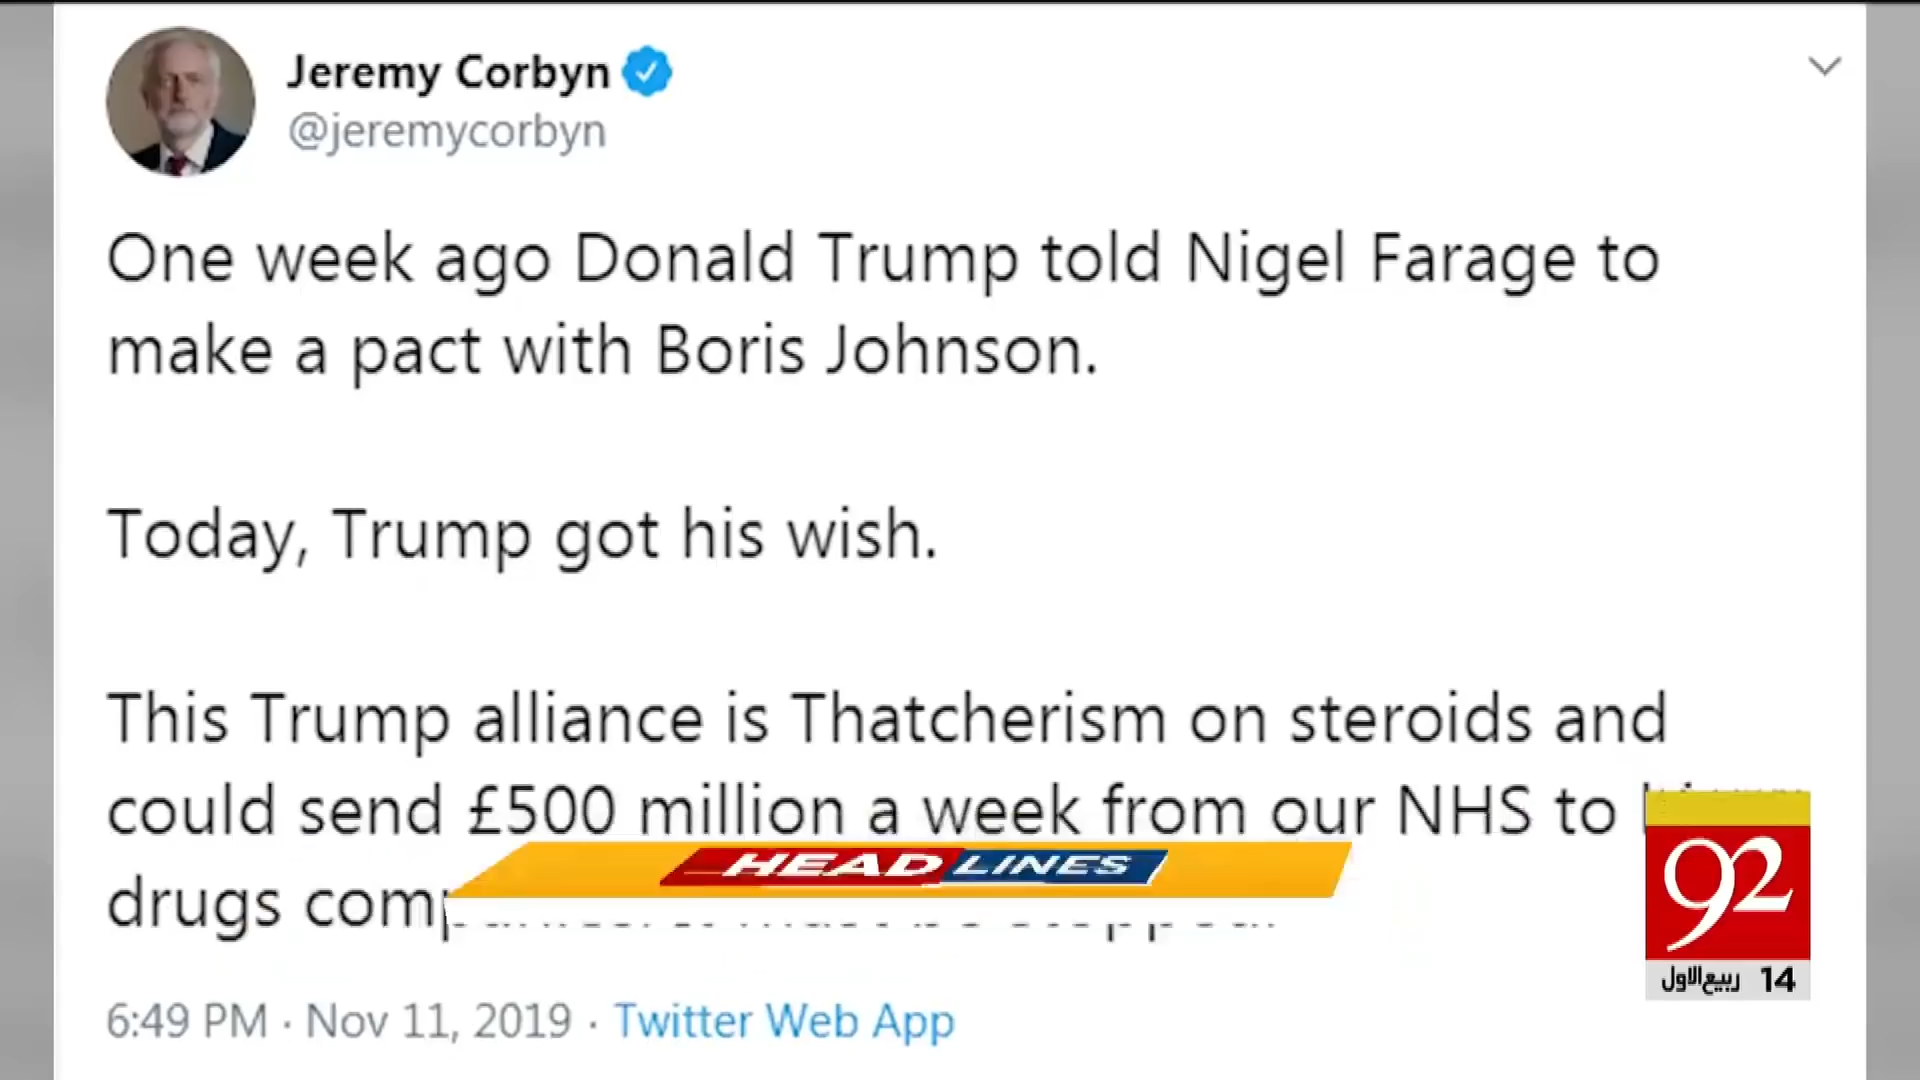 Jeremy Corbyn
@jeremycorbyn
One week ago Donald Trump told Nigel Farage to
make a pact with Boris Johnson.
Today, Trump got his wish.
This Trump alliance is Thatcherism on steroids and
could send £500 million a week from our NHS to
drugs
HEADLINES
92
14 ربیع الاول
6:49 PM · Nov 11, 2019 · Twitter Web App